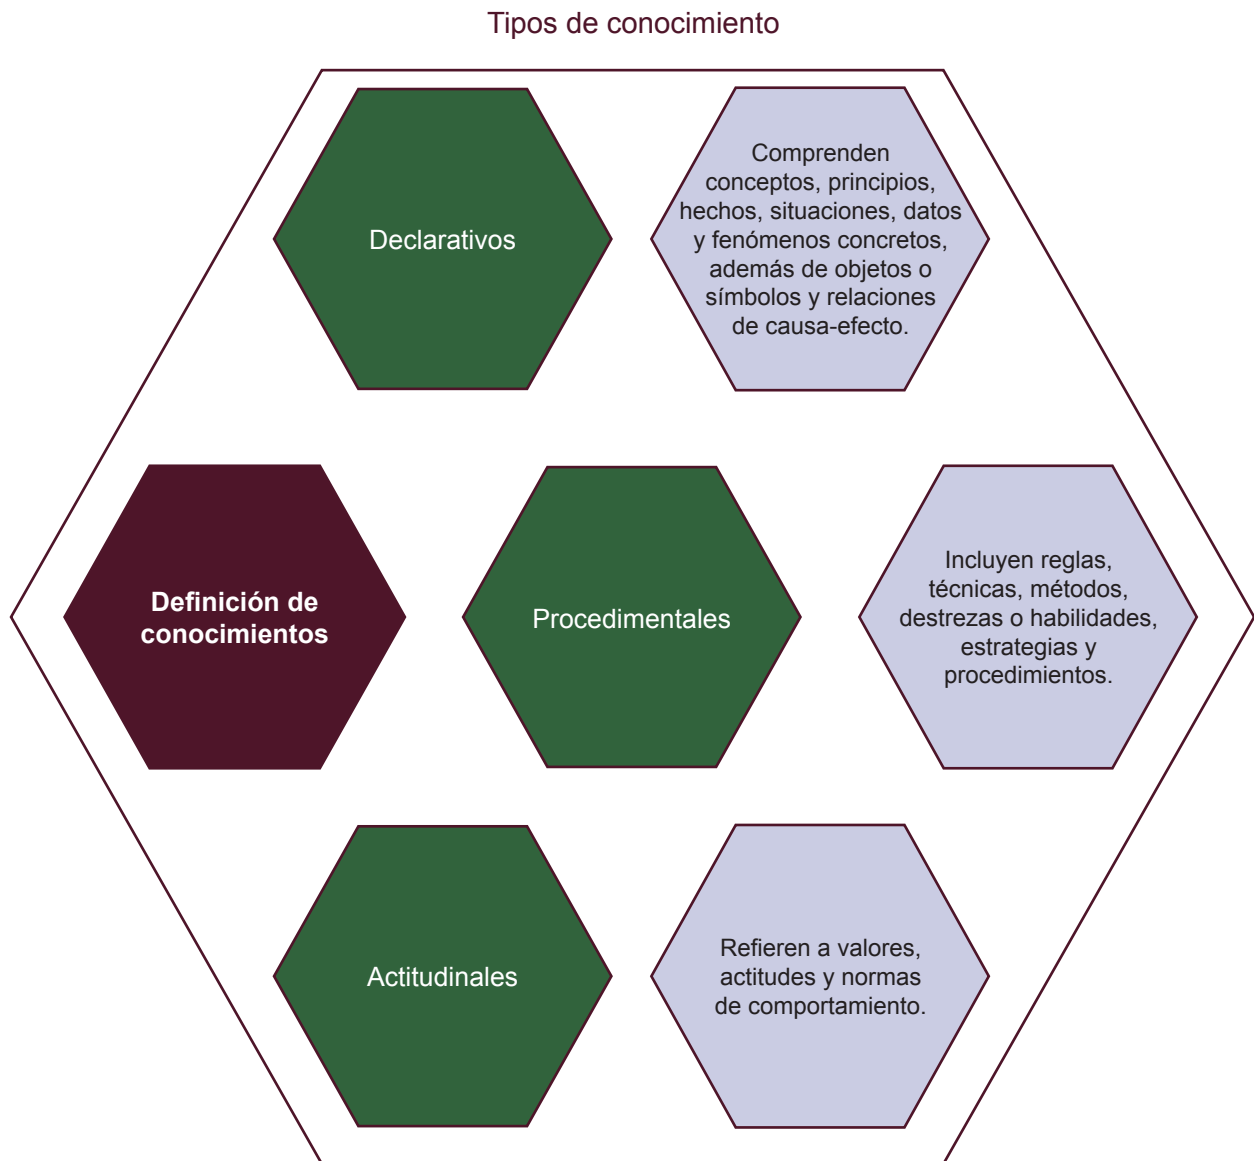 Tipos de conocimiento
Declarativos
Comprenden
conceptos, principios,
hechos, situaciones, datos
y fenómenos concretos,
además de objetos o
símbolos y relaciones
de causa-efecto.
Definición de
conocimientos
Procedimentales
Incluyen reglas,
técnicas, métodos,
destrezas o habilidades,
estrategias y
procedimientos.
Actitudinales
Refieren a valores,
actitudes y normas
de comportamiento.